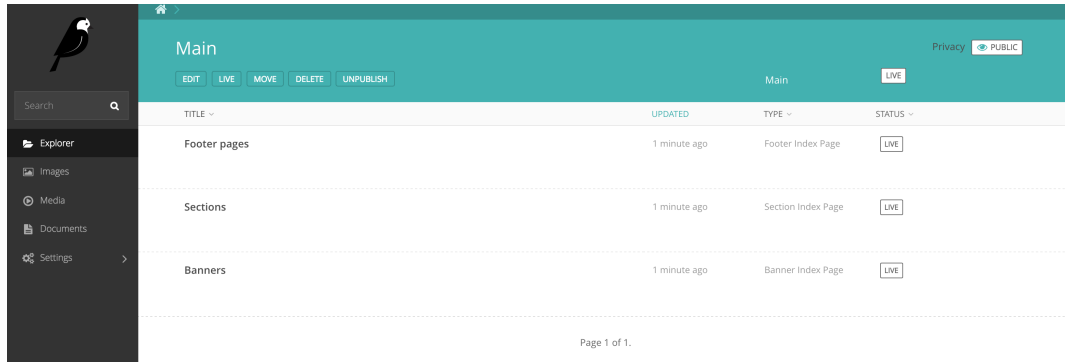 Main
Privacy PUBLIC
EDIT LIVE MOVE DELETE UNPUBLISH Main LIVE
Search
TITLE UPDATED TYPE STATUS
Explorer
Footer pages 1 minute ago Footer Index Page LIVE
Images
Media
Sections 1 minute ago Section Index Page LIVE
Documents
Settings
Banners 1 minute ago Banner Index Page LIVE
Page 1 of 1.